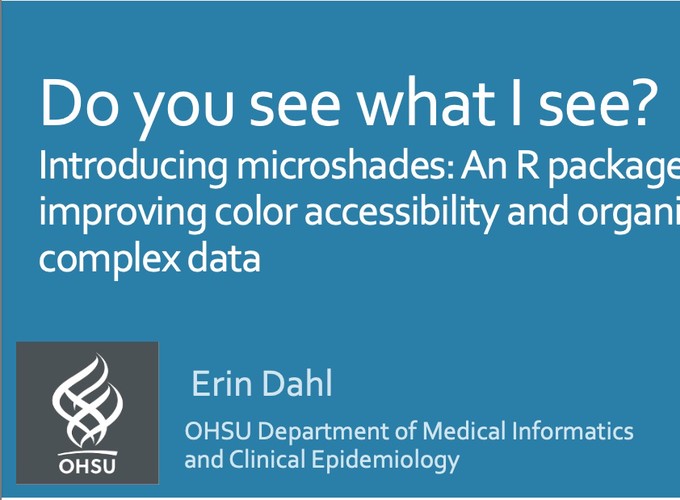 Do you see what I see?
Introducing microshades: An R package
improving color accessibility and organi
complex data
Erin Dahl
OHSU Department of Medical Informatics
and Clinical Epidemiology
OHSU